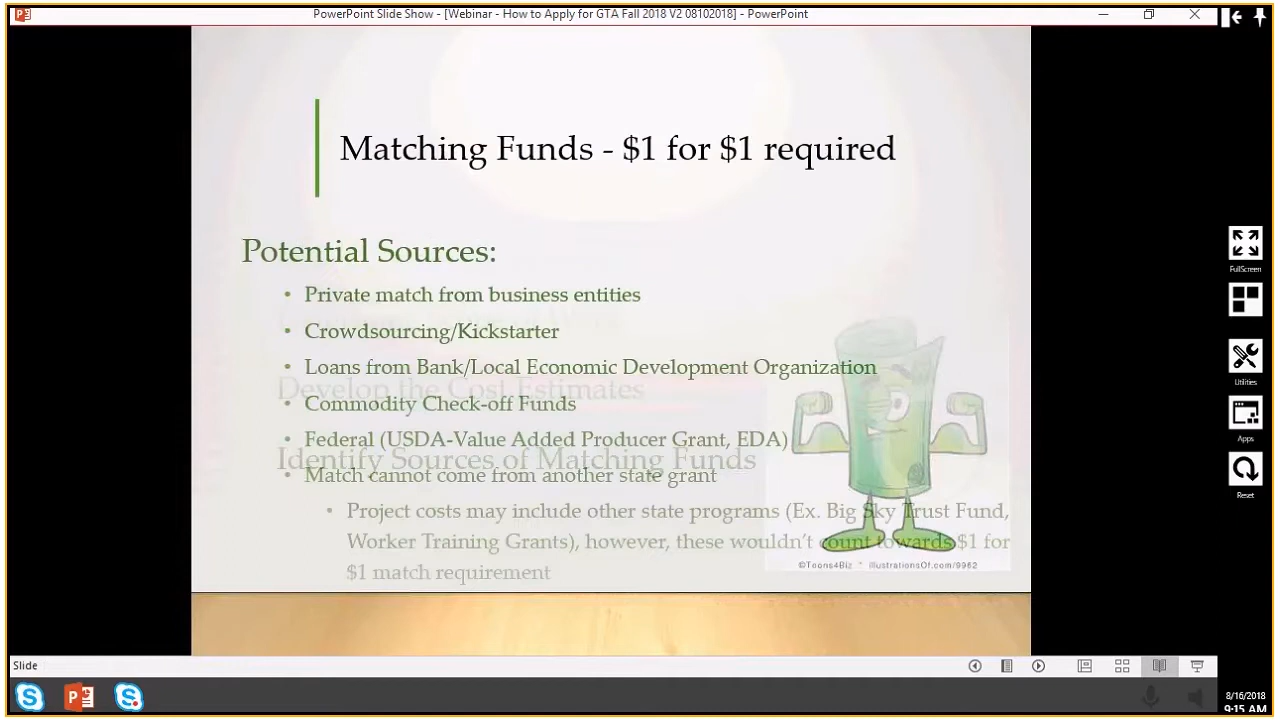 PowerPoint Slide Show - [Webinar - How to Apply for GTA Fall 2018 V2 08102018] - PowerPoint
Matching Funds - $1 for $1 required
Potential Sources:
• Private match from business entities
• Crowdsourcing/Kickstarter
• Loans from Bank/Local Economic Development Organization
Develop the Cost Estimates
• Commodity Check-off Funds
• Federal (USDA-Value Added Producer Grant, EDA)
Identify Sources of Matching Funds
• Match cannot come from another state grant
• Project costs may include other state programs (Ex. Big Sky Trust Fund,
Worker Training Grants), however, these wouldn't count towards $1 for
$1 match requirement
©Toons4Biz * illustrationsOf.com/9962
FullScreen
Utilities
Apps
Reset
Slide
8/16/2018
9:15 AM